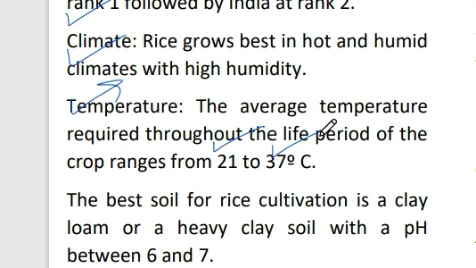 rank 1 followed by India at rank 2.
Climate: Rice grows best in hot and humid
climates with high humidity.
Temperature: The average temperature
required throughout the life period of the
crop ranges from 21 to 37º C.
The best soil for rice cultivation is a clay
loam or a heavy clay soil with a pH
between 6 and 7.